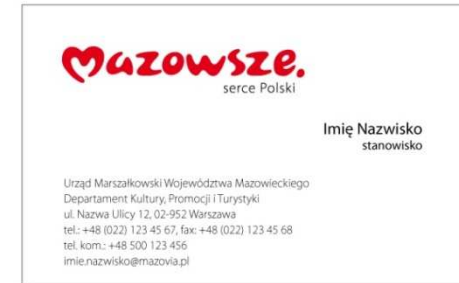 Mazowsze.
serce Polski
Imię Nazwisko
stanowisko
Urząd Marszałkowski Województwa Mazowieckiego
Departament Kultury, Promocji i Turystyki
ul. Nazwa Ulicy 12, 02-952 Warszawa
tel.: +48 (022) 123 45 67, fax: +48 (022) 123 45 68
tel. kom.: +48 500 123 456
imie.nazwisko@mazovia.pl